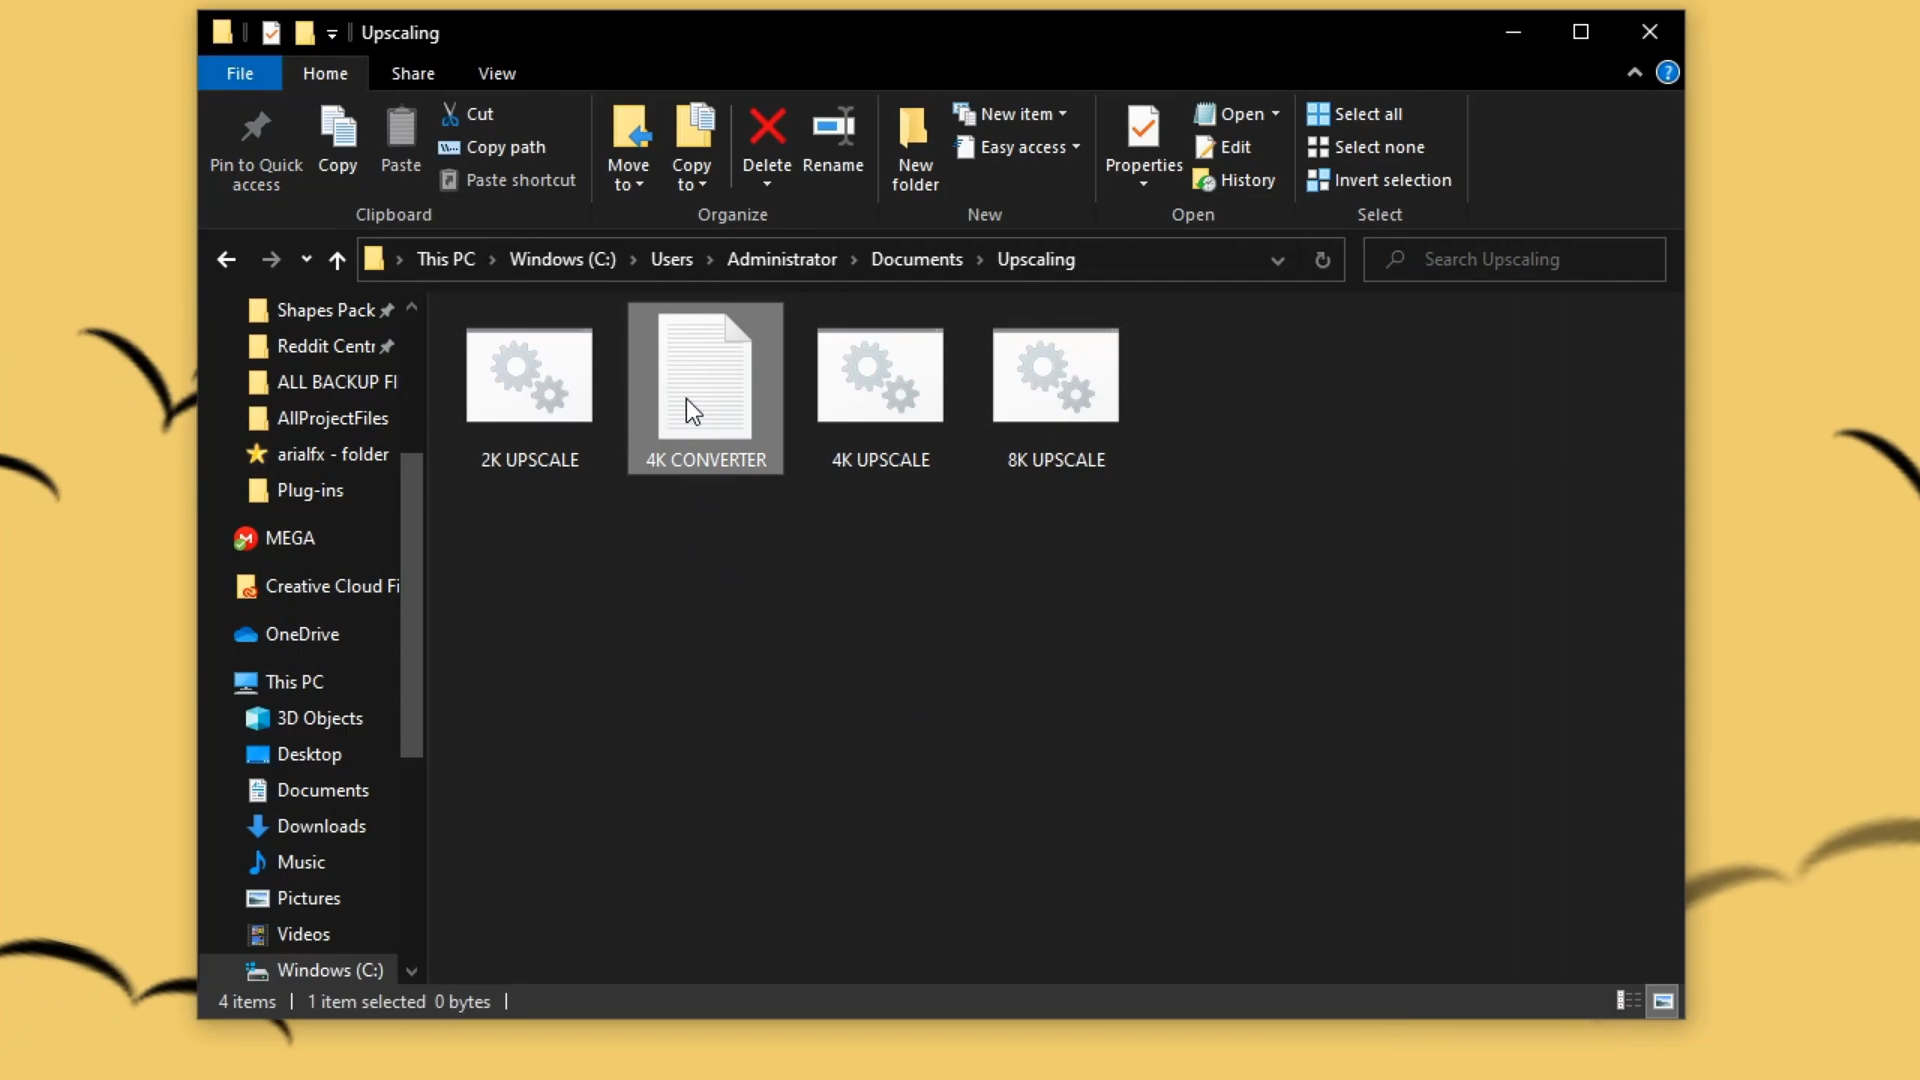 Upscaling
File Home Share View
Pin to Quick access
Copy
Paste
Cut
Copy path
Paste shortcut
Clipboard
Move to
Copy to
Delete
Rename
Organize
New folder
New item
Easy access
New
Properties
Open
Edit
History
Open
Select all
Select none
Invert selection
Select
This PC > Windows (C:) > Users > Administrator > Documents > Upscaling
Search Upscaling
Shapes Pack
Reddit Centr
ALL BACKUP FI
AllProjectFiles
arialfx - folder
Plug-ins
MEGA
Creative Cloud Fi
OneDrive
This PC
3D Objects
Desktop
Documents
Downloads
Music
Pictures
Videos
Windows (C:)
2K UPSCALE
4K CONVERTER
4K UPSCALE
8K UPSCALE
4 items | 1 item selected 0 bytes |